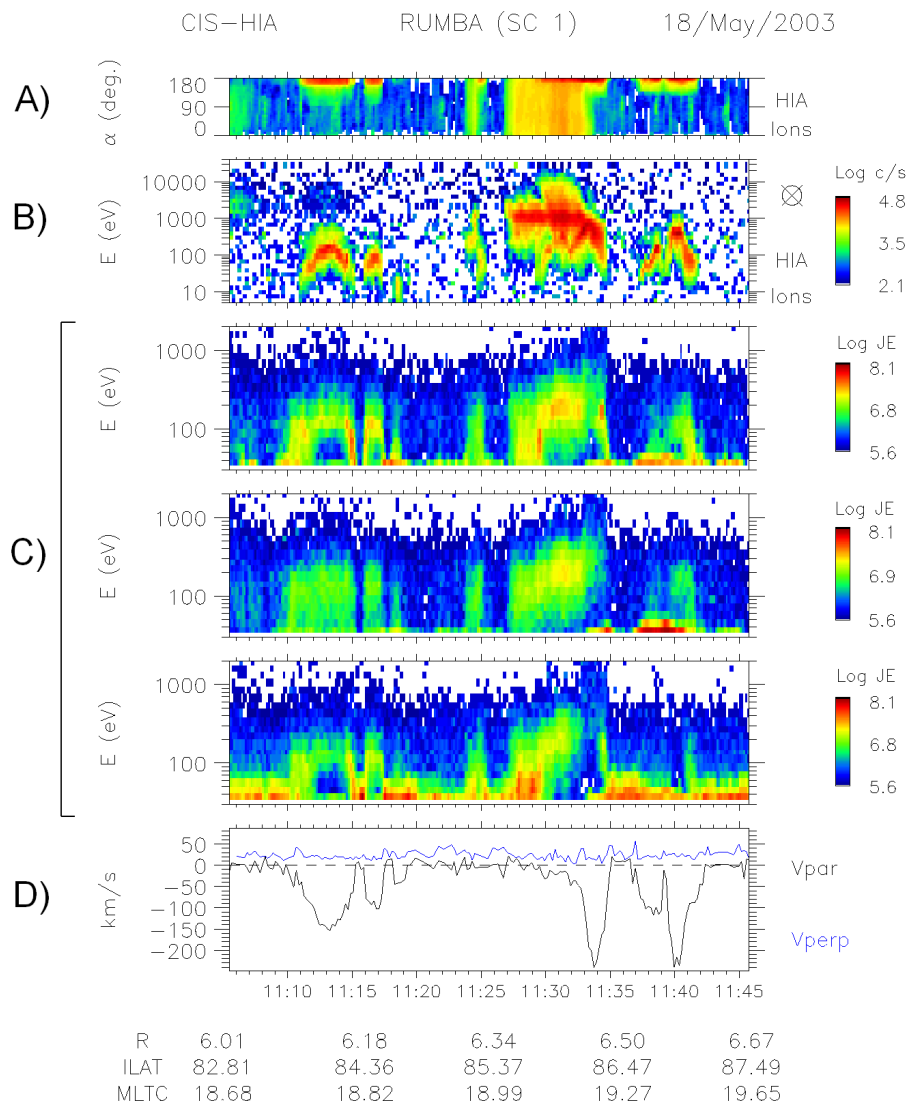 CIS-HIA RUMBA (SC 1) 18/May/2003
A)
α (deg.)
180
90
0
HIA
Ions
B)
E (eV)
10000
1000
100
10
HIA
Ions
Log c/s
4.8
3.5
2.1
C)
E (eV)
1000
100
Log JE
8.1
6.8
5.6
E (eV)
1000
100
Log JE
8.1
6.9
5.6
E (eV)
1000
100
Log JE
8.1
6.8
5.6
D)
km/s
50
0
-50
-100
-150
-200
Vpar
Vperp
11:10 11:15 11:20 11:25 11:30 11:35 11:40 11:45
R 6.01 6.18 6.34 6.50 6.67
ILAT 82.81 84.36 85.37 86.47 87.49
MLTC 18.68 18.82 18.99 19.27 19.65